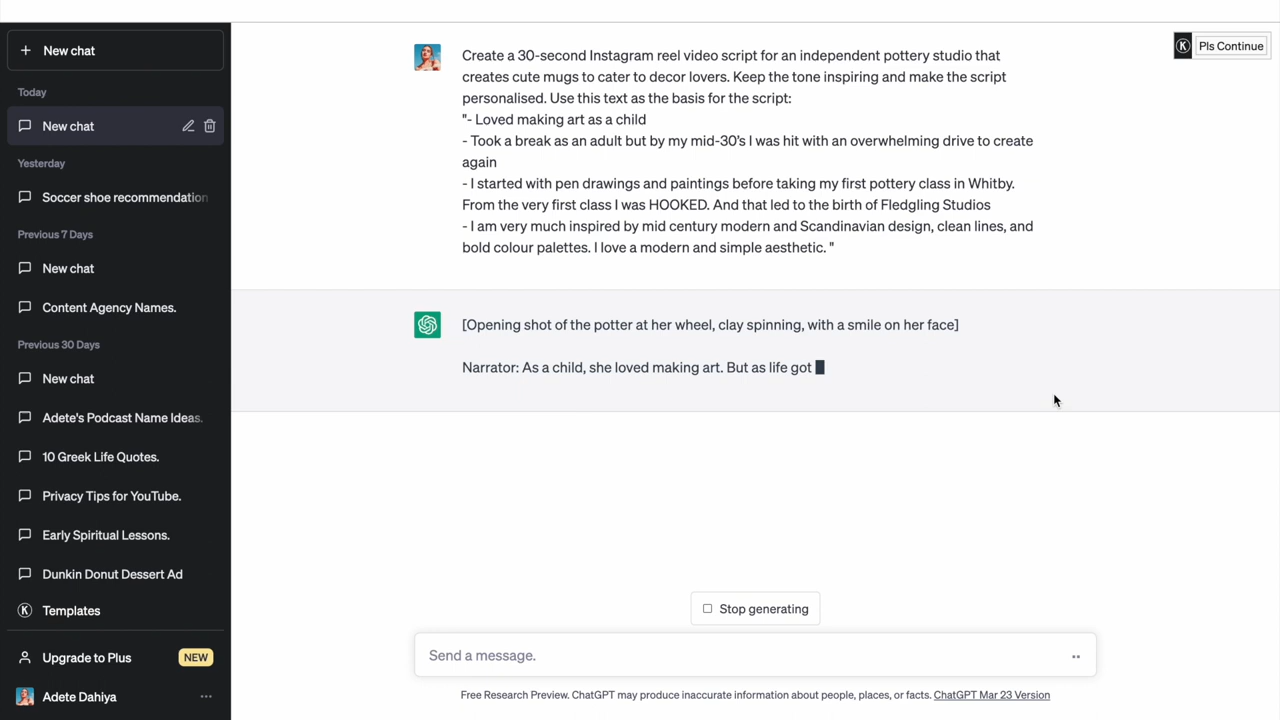 New chat
Today
New chat
Yesterday
Soccer shoe recommendation
Previous 7 Days
New chat
Content Agency Names.
Previous 30 Days
New chat
Adete's Podcast Name Ideas.
10 Greek Life Quotes.
Privacy Tips for YouTube.
Early Spiritual Lessons.
Dunkin Donut Dessert Ad
K Templates
Upgrade to Plus NEW
Adete Dahiya
K Pls Continue
Create a 30-second Instagram reel video script for an independent pottery studio that
creates cute mugs to cater to decor lovers. Keep the tone inspiring and make the script
personalised. Use this text as the basis for the script:
"- Loved making art as a child
- Took a break as an adult but by my mid-30's I was hit with an overwhelming drive to create
again
- I started with pen drawings and paintings before taking my first pottery class in Whitby.
From the very first class I was HOOKED. And that led to the birth of Fledgling Studios
- I am very much inspired by mid century modern and Scandinavian design, clean lines, and
bold colour palettes. I love a modern and simple aesthetic. "
[Opening shot of the potter at her wheel, clay spinning, with a smile on her face]
Narrator: As a child, she loved making art. But as life got
Stop generating
Send a message.
Free Research Preview. ChatGPT may produce inaccurate information about people, places, or facts. ChatGPT Mar 23 Version